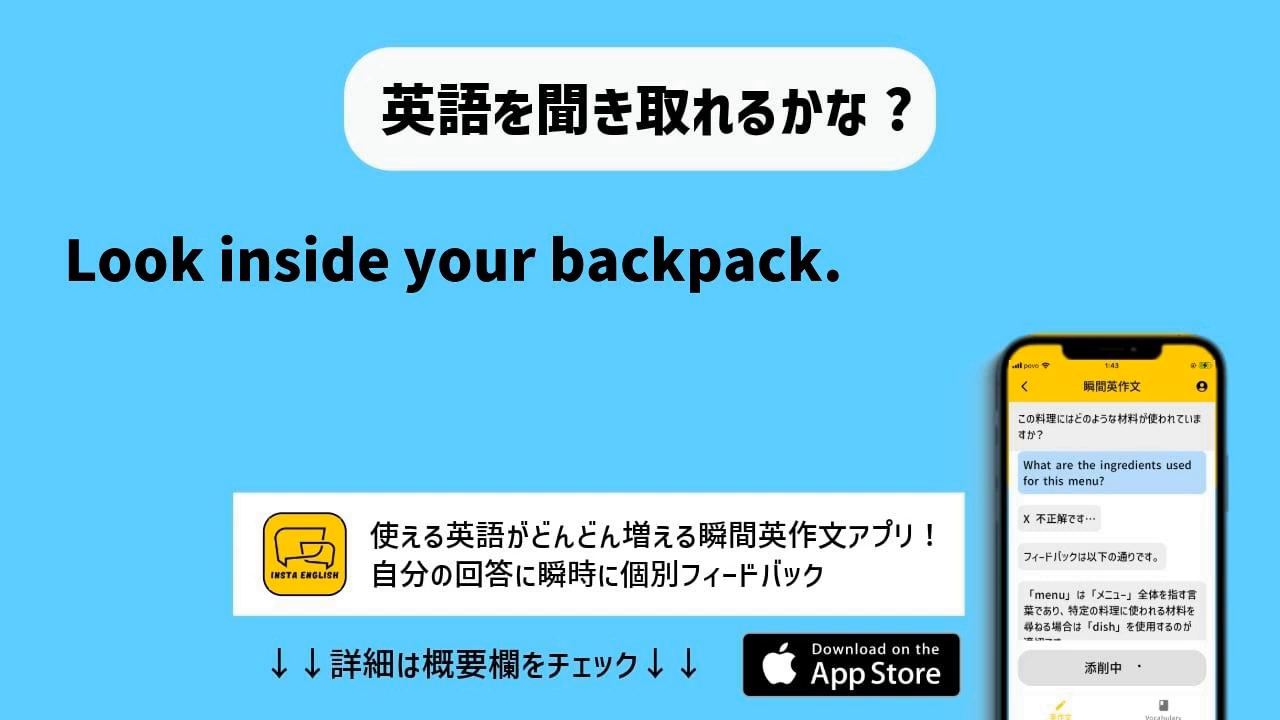 英語を聞き取れるかな？
Look inside your backpack.
povo
1:43
瞬間英作文
この料理にはどのような材料が使われていま
すか？
What are the ingredients used
for this menu?
X 不正解です…
フィードバックは以下の通りです。
「menu」は「メニュー」全体を指す言
葉であり、特定の料理に使われる材料を
尋ねる場合は「dish」を使用するのが
添削中
英作文
Vocabulary
INSTA ENGLISH
使える英語がどんどん増える瞬間英作文アプリ！
自分の回答に瞬時に個別フィードバック
↓↓詳細は概要欄をチェック↓↓
Download on the
App Store